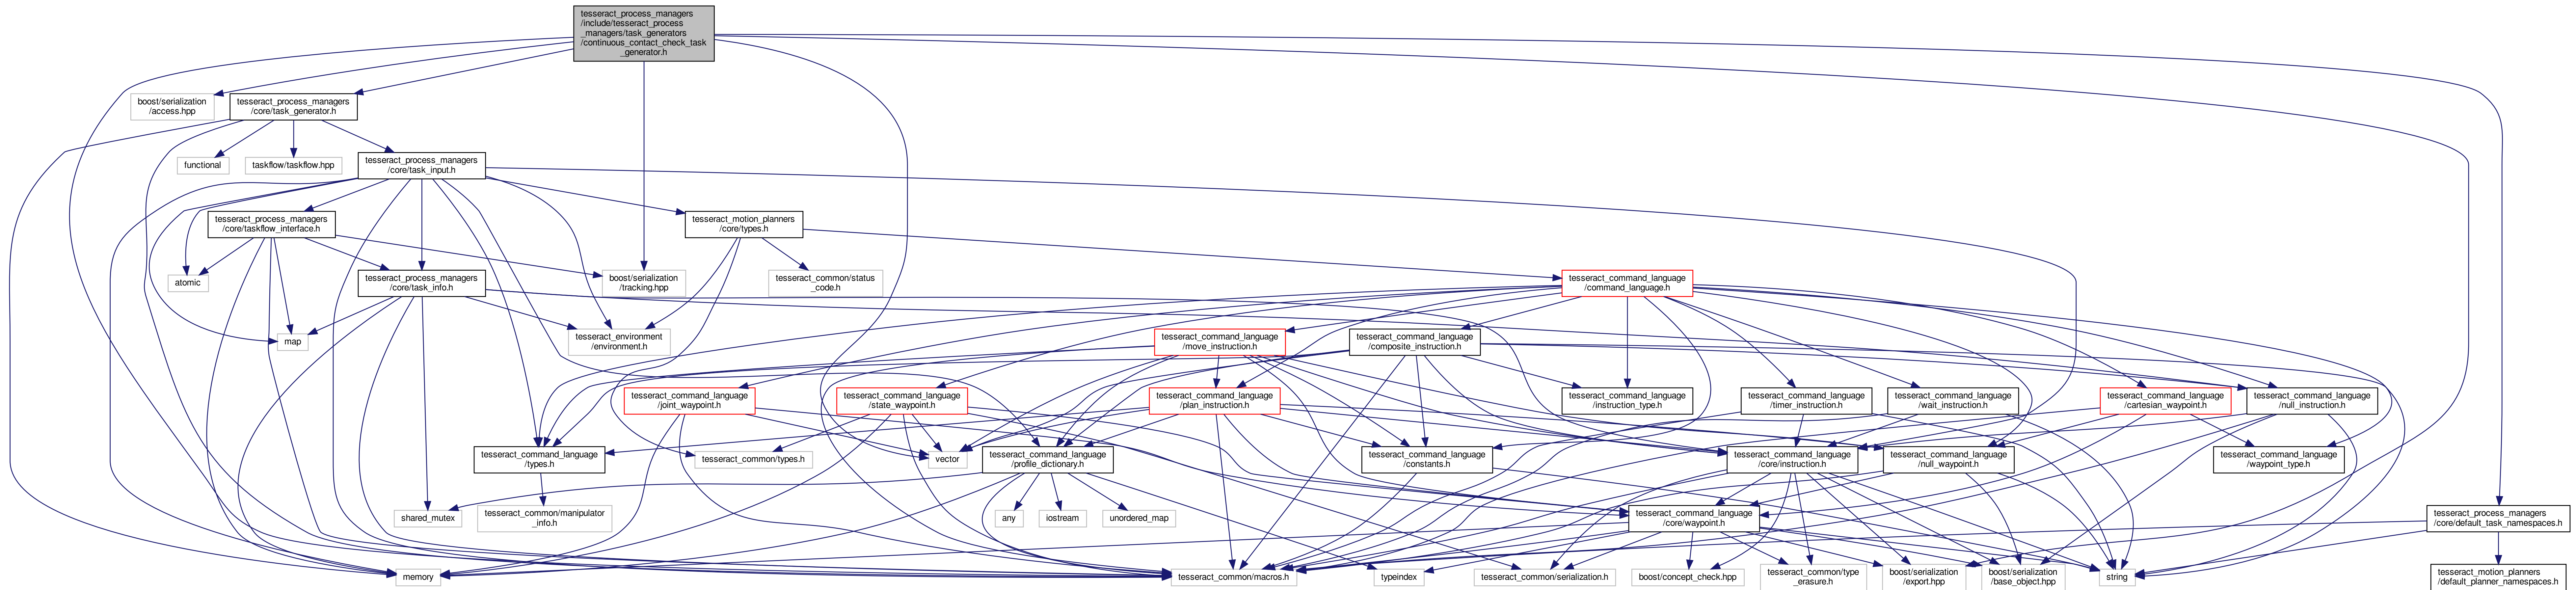 tesseract_process_managers
/include/tesseract_process
_managers/task_generators
/continuous_contact_check_task
_generator.h
boost/serialization
/access.hpp
tesseract_process_managers
/core/task_generator.h
functional
taskflow/taskflow.hpp
tesseract_process_managers
/core/task_input.h
tesseract_process_managers
/core/taskflow_interface.h
tesseract_motion_planners
/core/types.h
atomic
tesseract_process_managers
/core/task_info.h
boost/serialization
/tracking.hpp
tesseract_common/status
_code.h
tesseract_command_language
/command_language.h
map
tesseract_environment
/environment.h
tesseract_command_language
/move_instruction.h
tesseract_command_language
/composite_instruction.h
tesseract_command_language
/joint_waypoint.h
tesseract_command_language
/state_waypoint.h
tesseract_command_language
/plan_instruction.h
tesseract_command_language
/instruction_type.h
tesseract_command_language
/timer_instruction.h
tesseract_command_language
/wait_instruction.h
tesseract_command_language
/cartesian_waypoint.h
tesseract_command_language
/null_instruction.h
tesseract_command_language
/types.h
tesseract_common/types.h
vector
tesseract_command_language
/profile_dictionary.h
tesseract_command_language
/constants.h
tesseract_command_language
/core/instruction.h
tesseract_command_language
/null_waypoint.h
tesseract_command_language
/waypoint_type.h
shared_mutex
tesseract_common/manipulator
_info.h
any
iostream
unordered_map
tesseract_command_language
/core/waypoint.h
tesseract_process_managers
/core/default_task_namespaces.h
memory
tesseract_common/macros.h
typeindex
tesseract_common/serialization.h
boost/concept_check.hpp
tesseract_common/type
_erasure.h
boost/serialization
/export.hpp
boost/serialization
/base_object.hpp
string
tesseract_motion_planners
/default_planner_namespaces.h